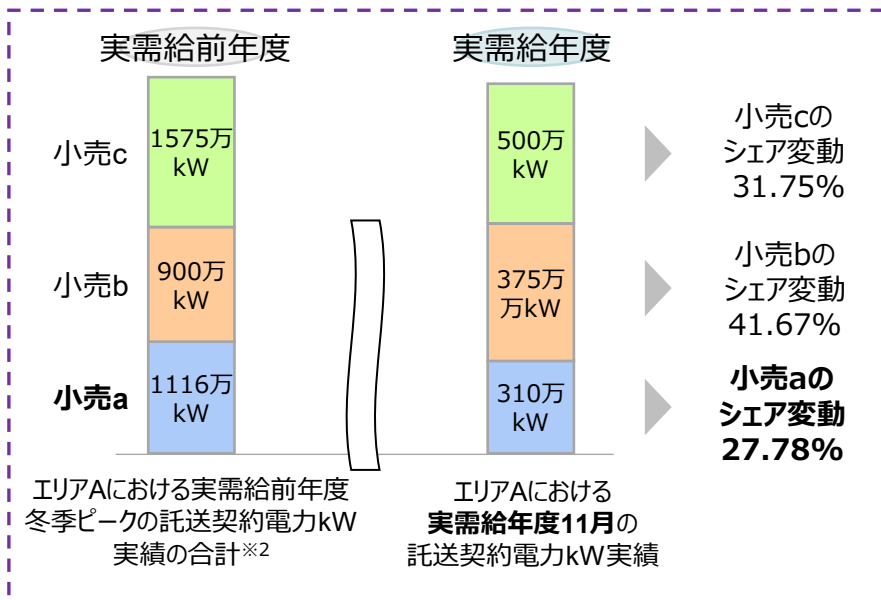 実需給前年度
実需給年度
小売c
1575万
kW
500万
kW
小売cの
シェア変動
31.75%
小売b
900万
kW
375万
万kW
小売bの
シェア変動
41.67%
小売a
1116万
kW
310万
kW
小売aの
シェア変動
27.78%
エリアAにおける実需給前年度
冬季ピークの託送契約電力kW
実績の合計※2
エリアAにおける
実需給年度11月の
託送契約電力kW実績